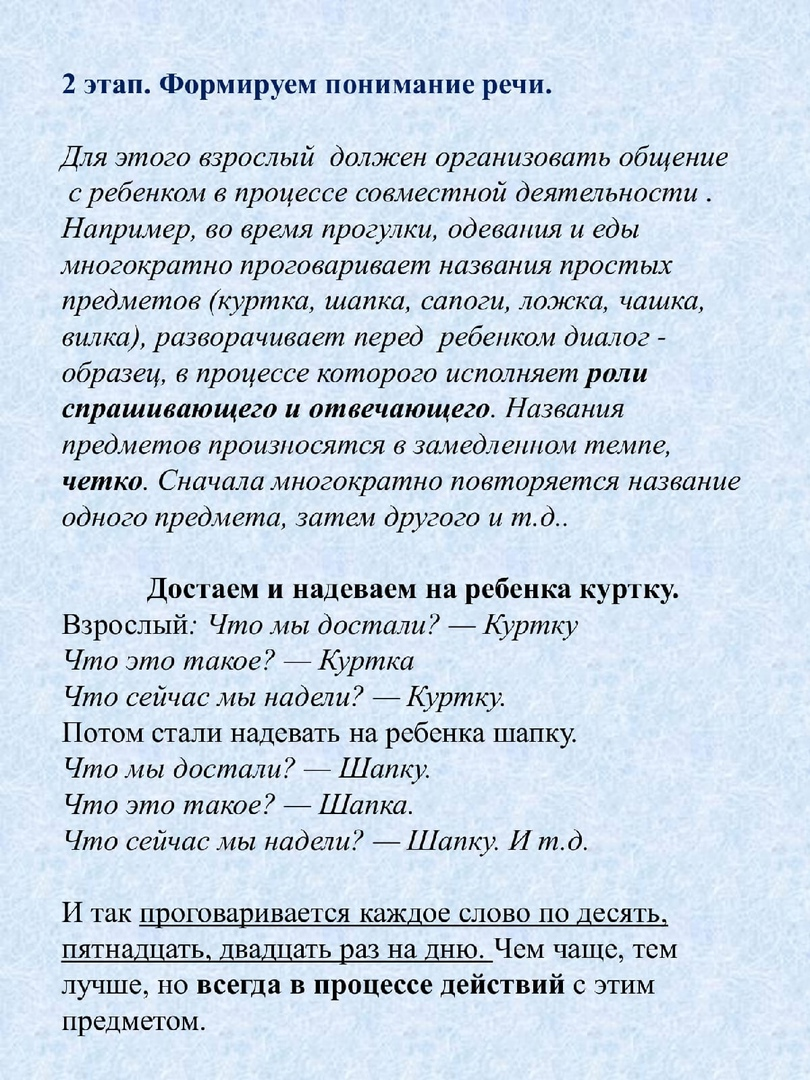 2 этап. Формируем понимание речи.
Для этого взрослый должен организовать общение
с ребенком в процессе совместной деятельности .
Например, во время прогулки, одевания и еды
многократно проговаривает названия простых
предметов (куртка, шапка, сапоги, ложка, чашка,
вилка), разворачивает перед ребенком диалог -
образец, в процессе которого исполняет роли
спрашивающего и отвечающего. Названия
предметов произносятся в замедленном темпе,
четко. Сначала многократно повторяется название
одного предмета, затем другого и т.д..
Достаем и надеваем на ребенка куртку.
Взрослый: Что мы достали? — Куртку
Что это такое? — Куртка
Что сейчас мы надели? — Куртку.
Потом стали надевать на ребенка шапку.
Что мы достали? — Шапку.
Что это такое? — Шапка.
Что сейчас мы надели? — Шапку. И т.д.
И так проговаривается каждое слово по десять,
пятнадцать, двадцать раз на дню. Чем чаще, тем
лучше, но всегда в процессе действий с этим
предметом.